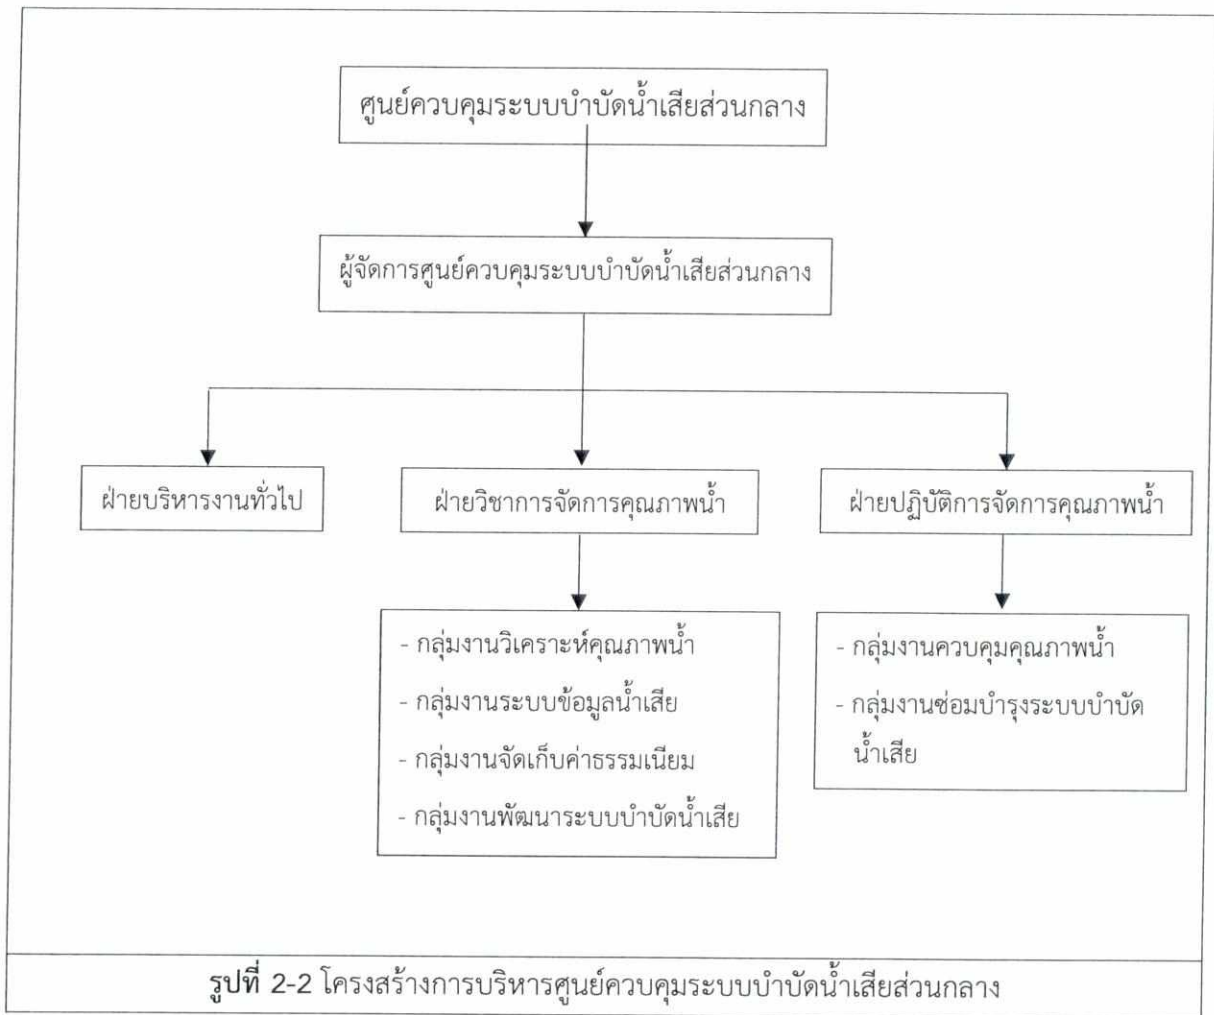 ศูนย์ควบคุมระบบบำบัดน้ำเสียส่วนกลาง
ผู้จัดการศูนย์ควบคุมระบบบำบัดน้ำเสียส่วนกลาง
ฝ่ายบริหารงานทั่วไป
ฝ่ายวิชาการจัดการคุณภาพน้ำ
ฝ่ายปฏิบัติการจัดการคุณภาพน้ำ
- กลุ่มงานวิเคราะห์คุณภาพน้ำ
- กลุ่มงานระบบข้อมูลน้ำเสีย
- กลุ่มงานจัดเก็บค่าธรรมเนียม
- กลุ่มงานพัฒนาระบบบำบัดน้ำเสีย
- กลุ่มงานควบคุมคุณภาพน้ำ
- กลุ่มงานซ่อมบำรุงระบบบำบัด
น้ำเสีย
รูปที่ 2-2 โครงสร้างการบริหารศูนย์ควบคุมระบบบำบัดน้ำเสียส่วนกลาง